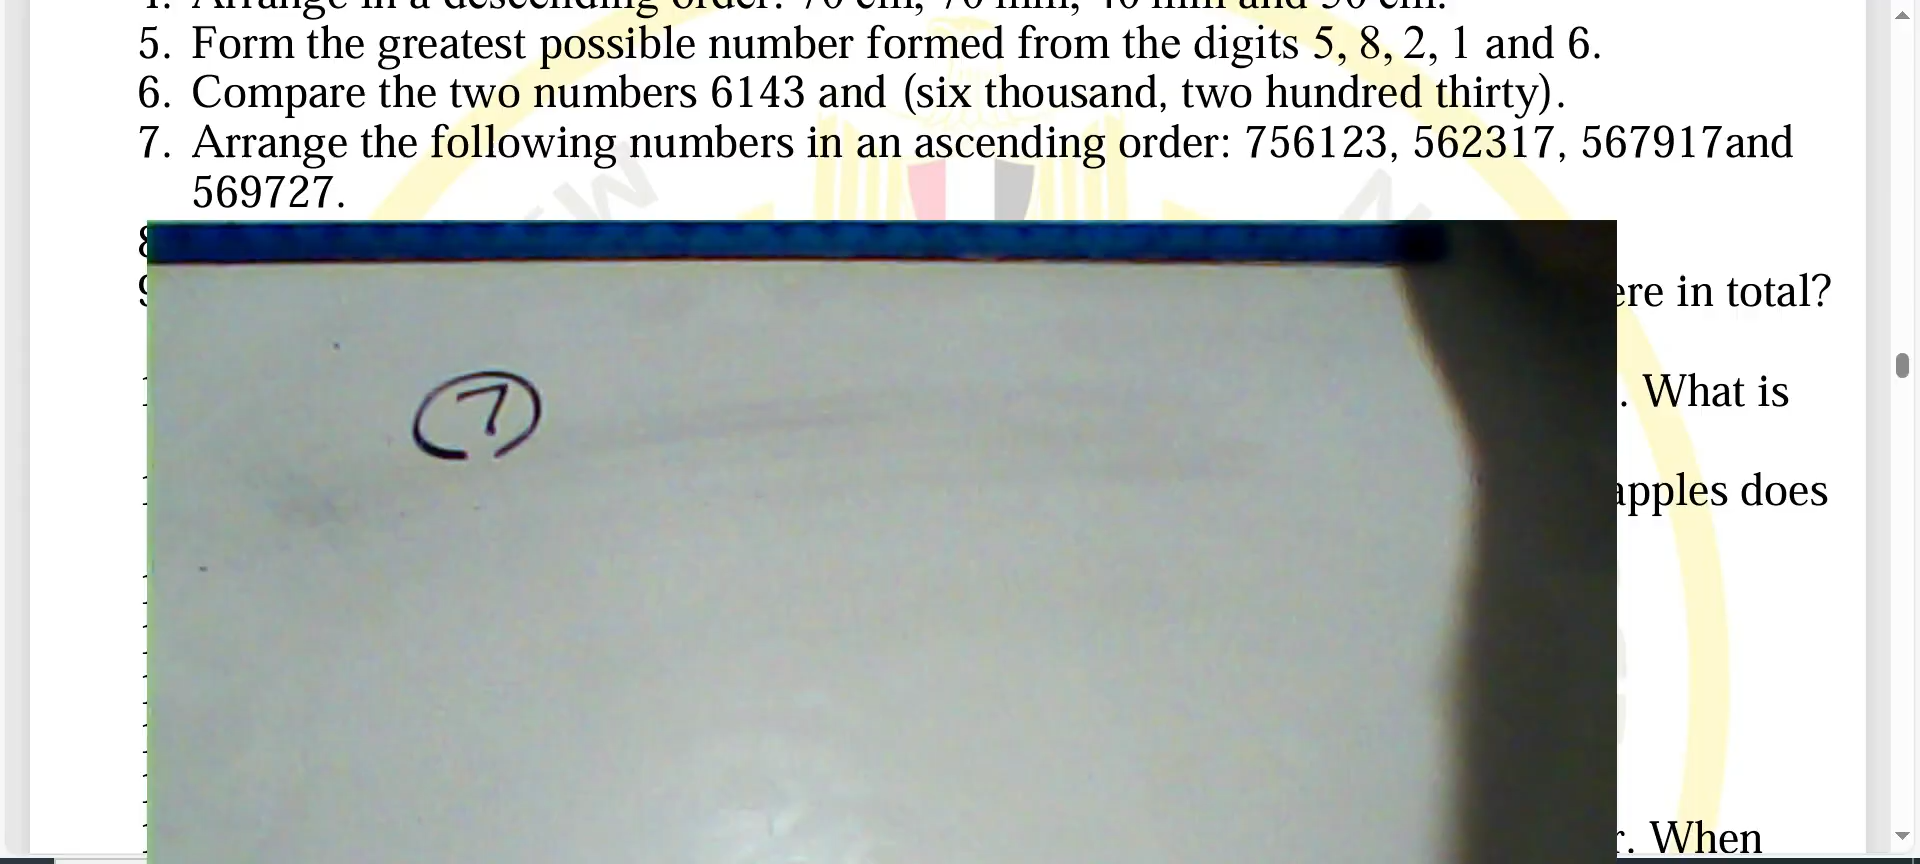 5. Form the greatest possible number formed from the digits 5, 8, 2, 1 and 6.
6. Compare the two numbers 6143 and (six thousand, two hundred thirty).
7. Arrange the following numbers in an ascending order: 756123, 562317, 567917and
569727.
ere in total?
7
. What is
apples does
. When